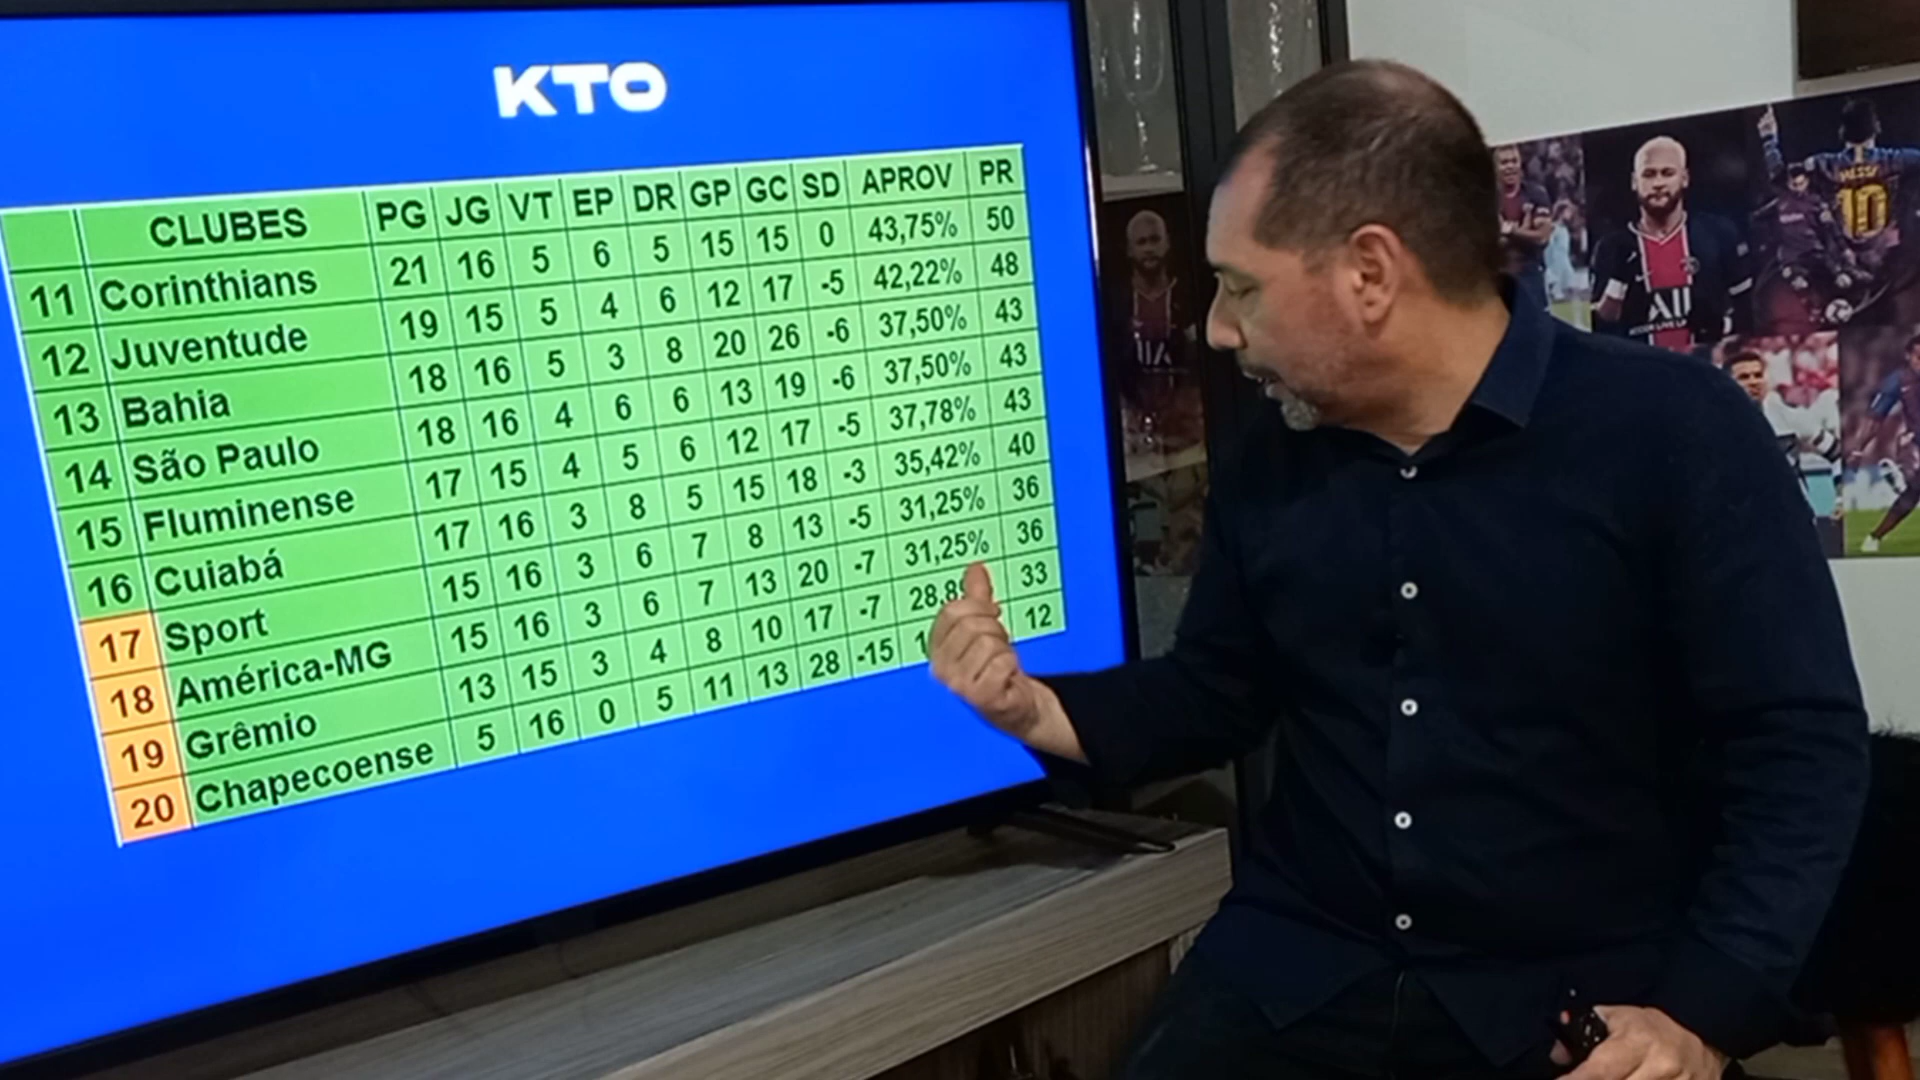 KTO
CLUBES PG JG VT EP DR GP GC SD APROV PR
11 Corinthians 21 16 5 6 5 15 15 0 43,75% 50
12 Juventude 19 15 5 4 6 12 17 -5 42,22% 48
13 Bahia 18 16 5 3 8 20 26 -6 37,50% 43
14 São Paulo 18 16 4 6 6 13 19 -6 37,50% 43
15 Fluminense 17 15 4 5 6 12 17 -5 37,78% 43
16 Cuiabá 17 16 3 8 5 15 18 -3 35,42% 40
17 Sport 15 16 3 6 7 8 13 -5 31,25% 36
18 América-MG 15 16 3 6 7 13 20 -7 31,25% 36
19 Grêmio 13 15 3 4 8 10 17 -7 28,8 33
20 Chapecoense 5 16 0 5 11 13 28 -15 1 12
MESSI
10
ALL